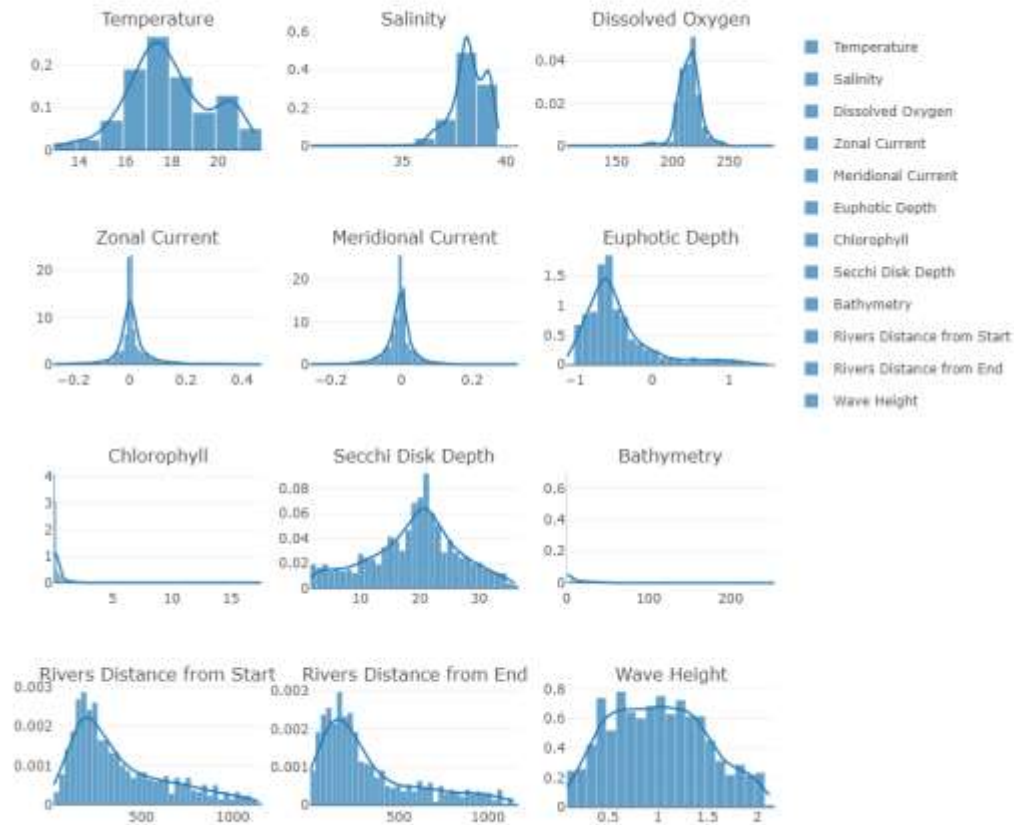 Temperature
0.2
0.1
0
14 16 18 20
Salinity
0.6
0.4
0.2
0
35 40
Dissolved Oxygen
0.04
0.02
0
150 200 250
Temperature
Salinity
Dissolved Oxygen
Zonal Current
Meridional Current
Euphotic Depth
Chlorophyll
Secchi Disk Depth
Bathymetry
Rivers Distance from Start
Rivers Distance from End
Wave Height
Zonal Current
20
10
0
−0.2 0 0.2 0.4
Meridional Current
20
10
0
−0.2 0 0.2
Euphotic Depth
1.5
1
0.5
0
−1 0 1
Chlorophyll
4
3
2
1
0
5 10 15
Secchi Disk Depth
0.08
0.06
0.04
0.02
0
10 20 30
Bathymetry
0.6
0.4
0.2
0
0 100 200
Rivers Distance from Start
0.003
0.002
0.001
0
500 1000
Rivers Distance from End
0.003
0.002
0.001
0
500 1000
Wave Height
0.8
0.6
0.4
0.2
0
0.5 1 1.5 2